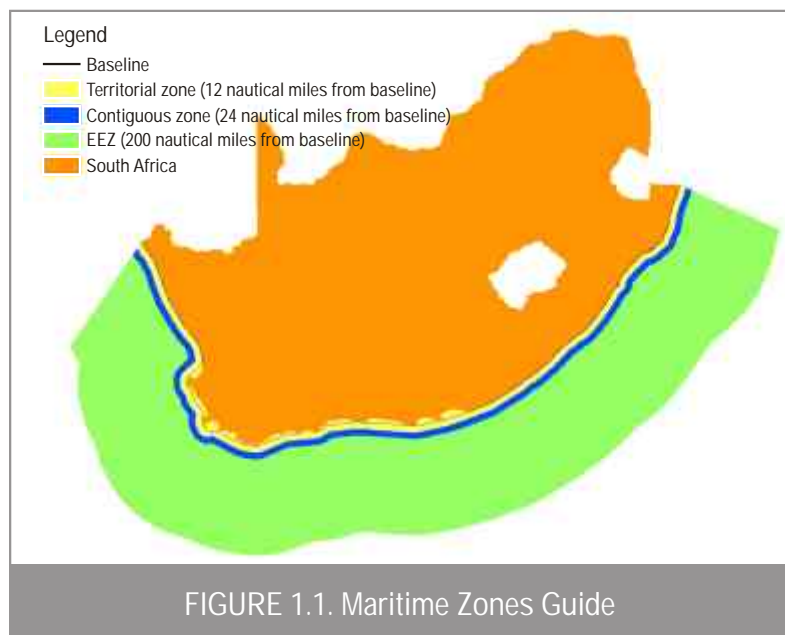 Legend
Baseline
Territorial zone (12 nautical miles from baseline)
Contiguous zone (24 nautical miles from baseline)
EEZ (200 nautical miles from baseline)
South Africa
FIGURE 1.1. Maritime Zones Guide